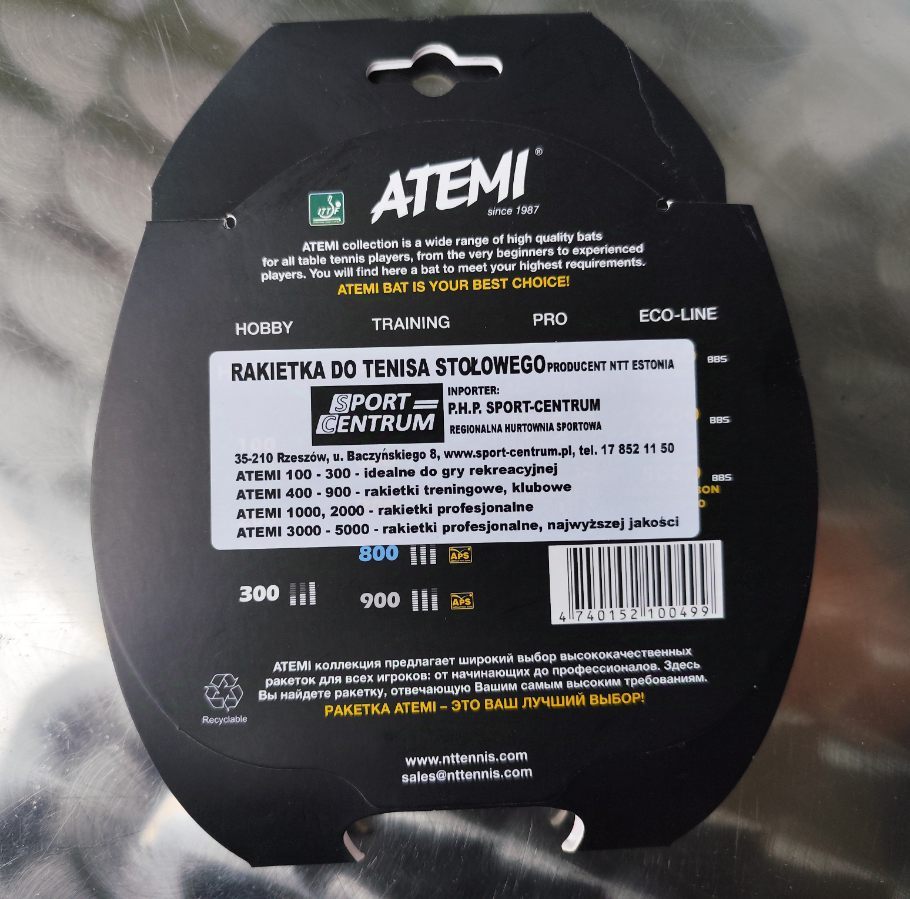 ITTF
ATEMI®
since 1987
ATEMI collection is a wide range of high quality bats
for all table tennis players, from the very beginners to experienced
players. You will find here a bat to meet your highest requirements.
ATEMI BAT IS YOUR BEST CHOICE!
HOBBY TRAINING PRO ECO-LINE
RAKIETKA DO TENISA STOŁOWEGO PRODUCENT NTT ESTONIA
SPORT CENTRUM
INPORTER:
P.H.P. SPORT-CENTRUM
REGIONALNA HURTOWNIA SPORTOWA
35-210 Rzeszów, u. Baczyńskiego 8, www.sport-centrum.pl, tel. 17 852 11 50
ATEMI 100 - 300 - idealne do gry rekreacyjnej
ATEMI 400 - 900 - rakietki treningowe, klubowe
ATEMI 1000, 2000 - rakietki profesjonalne
ATEMI 3000 - 5000 - rakietki profesjonalne, najwyższej jakości
BBS
BBS
BBS
800 APS
300 900 APS
4 740152 100499
ATEMI коллекция предлагает широкий выбор высококачественных
ракеток для всех игроков: от начинающих до профессионалов. Здесь
Вы найдете ракетку, отвечающую Вашим самым высоким требованиям.
РАКЕТКА ATEMI – ЭТО ВАШ ЛУЧШИЙ ВЫБОР!
Recyclable
www.nttennis.com
sales@nttennis.com